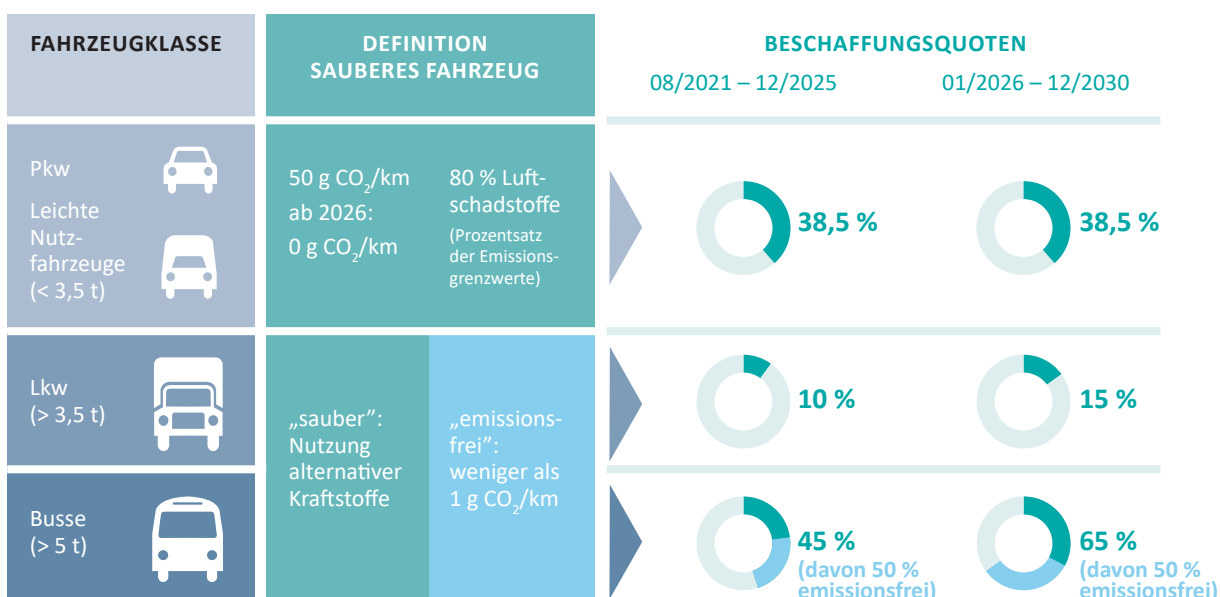 FAHRZEUGKLASSE
DEFINITION
SAUBERES FAHRZEUG
BESCHAFFUNGSQUOTEN
08/2021 – 12/2025
01/2026 – 12/2030
Pkw
Leichte
Nutz-
fahrzeuge
(< 3,5 t)
50 g CO₂/km
ab 2026:
0 g CO₂/km
80 % Luft-
schadstoffe
(Prozentsatz
der Emissions-
grenzwerte)
38,5 %
38,5 %
Lkw
(> 3,5 t)
10 %
15 %
„sauber”:
Nutzung
alternativer
Kraftstoffe
„emissions-
frei”:
weniger als
1 g CO₂/km
Busse
(> 5 t)
45 %
(davon 50 %
emissionsfrei)
65 %
(davon 50 %
emissionsfrei)